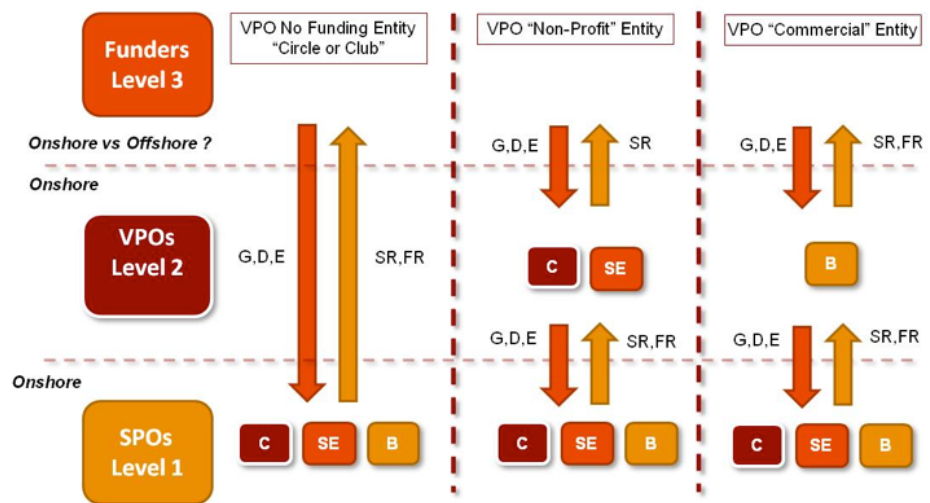 Funders
Level 3
VPO No Funding Entity
“Circle or Club”
VPO “Non-Profit” Entity
VPO “Commercial” Entity
Onshore vs Offshore ?
G,D,E
SR
G,D,E
SR,FR
Onshore
VPOs
Level 2
G,D,E
SR,FR
C
SE
B
G,D,E
SR,FR
G,D,E
SR,FR
Onshore
SPOs
Level 1
C
SE
B
C
SE
B
C
SE
B